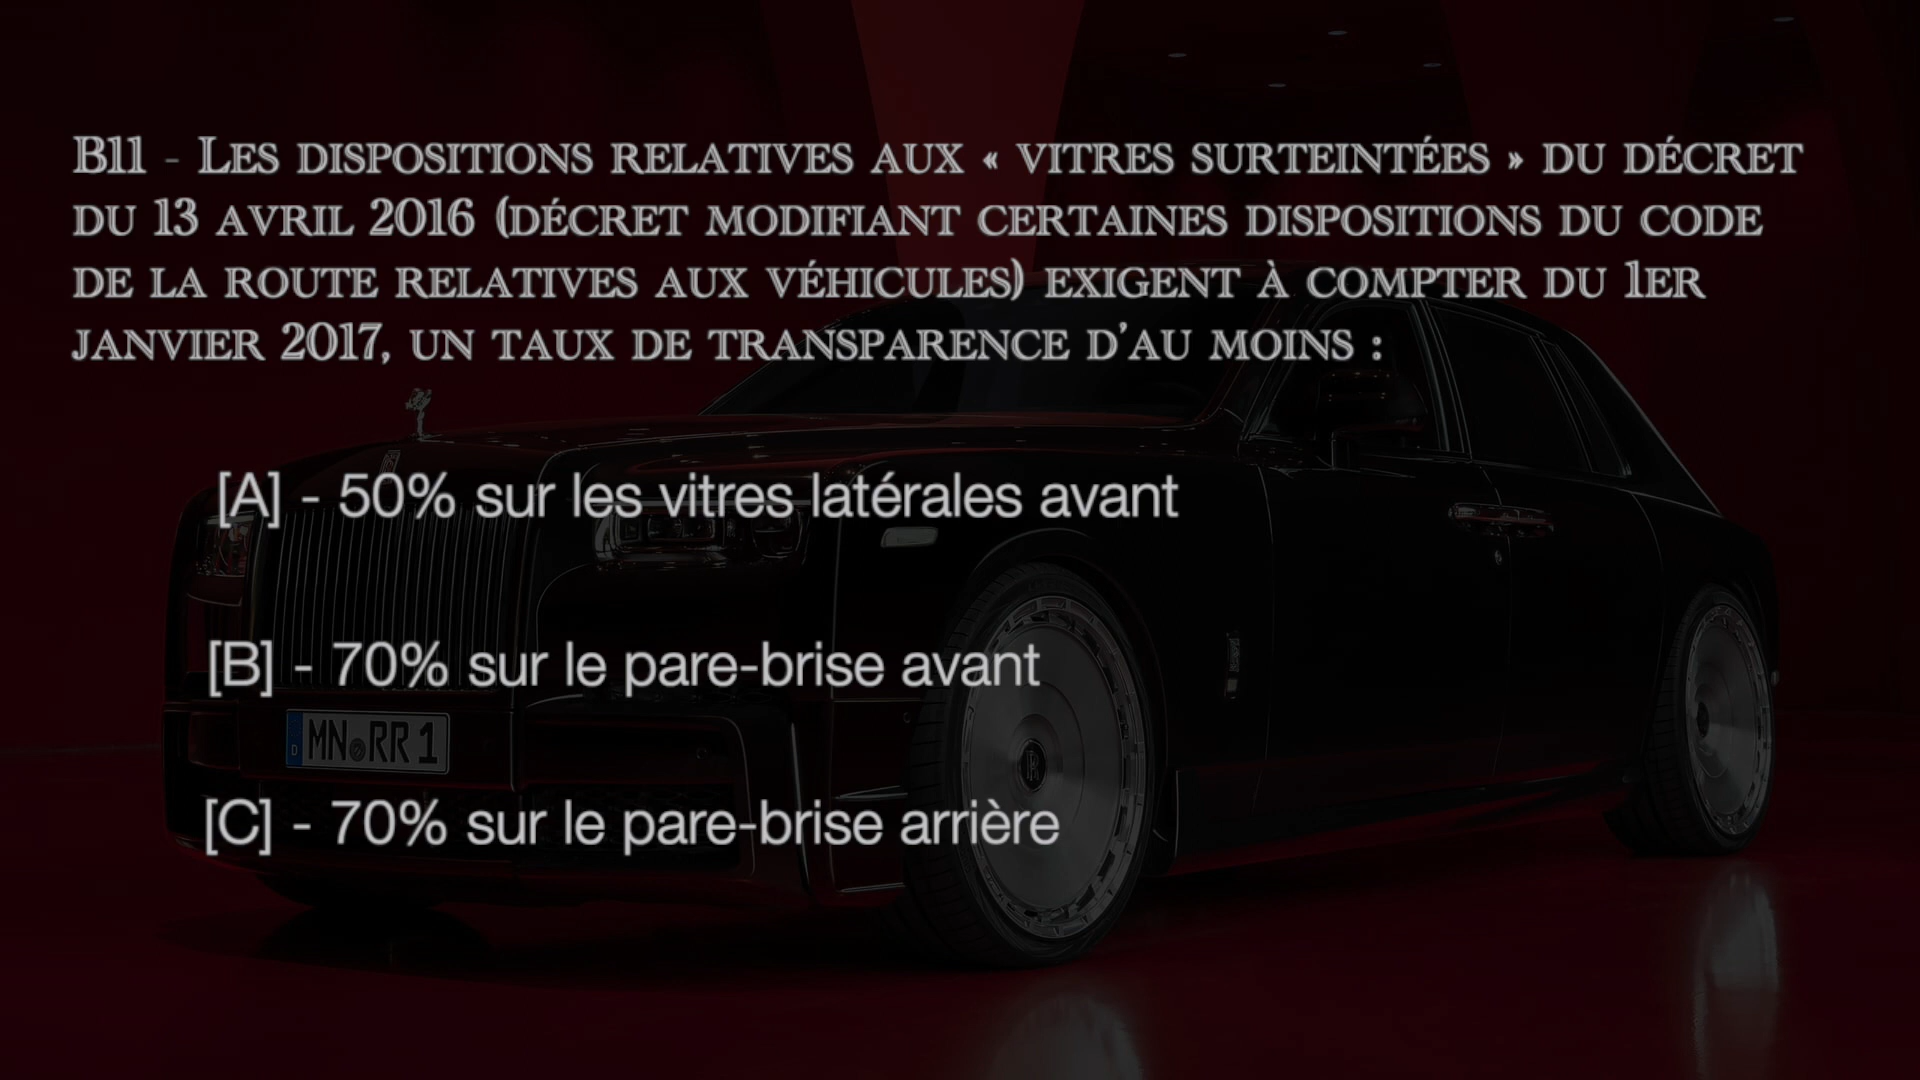 B11 - Les dispositions relatives aux « vitres surteintées » du décret
du 13 avril 2016 (décret modifiant certaines dispositions du code
de la route relatives aux véhicules) exigent à compter du 1er
janvier 2017, un taux de transparence d'au moins :
[A] - 50% sur les vitres latérales avant
[B] - 70% sur le pare-brise avant
D MN RR 1
[C] - 70% sur le pare-brise arrière